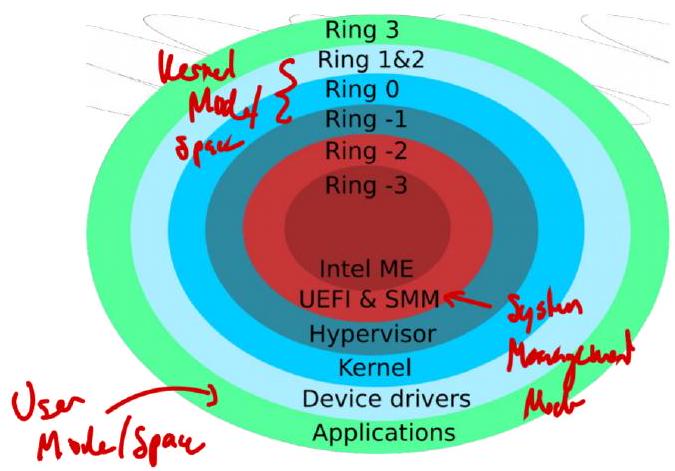 Ring 3
Ring 1&2
Ring 0
Ring -1
Ring -2
Ring -3
Kernel
Mode/
Space
Intel ME
UEFI & SMM
Hypervisor
Kernel
Device drivers
Applications
System
Management
Mode
User
Mode/Space